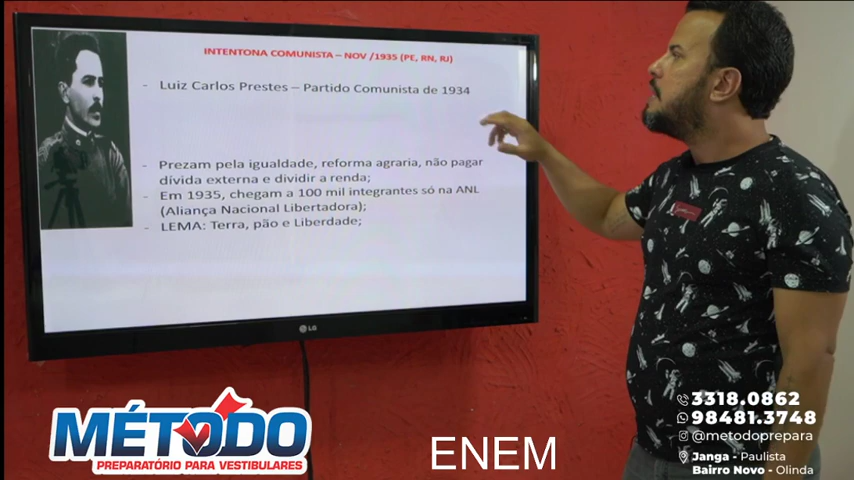 INTENTONA COMUNISTA – NOV /1935 (PE, RN, RJ)
- Luiz Carlos Prestes – Partido Comunista de 1934
- Prezam pela igualdade, reforma agraria, não pagar
dívida externa e dividir a renda;
- Em 1935, chegam a 100 mil integrantes só na ANL
(Aliança Nacional Libertadora);
- LEMA: Terra, pão e Liberdade;
LG
MÉTODO
PREPARATÓRIO PARA VESTIBULARES
ENEM
3318.0862
98481.3748
@metodoprepara
Janga - Paulista
Bairro Novo - Olinda